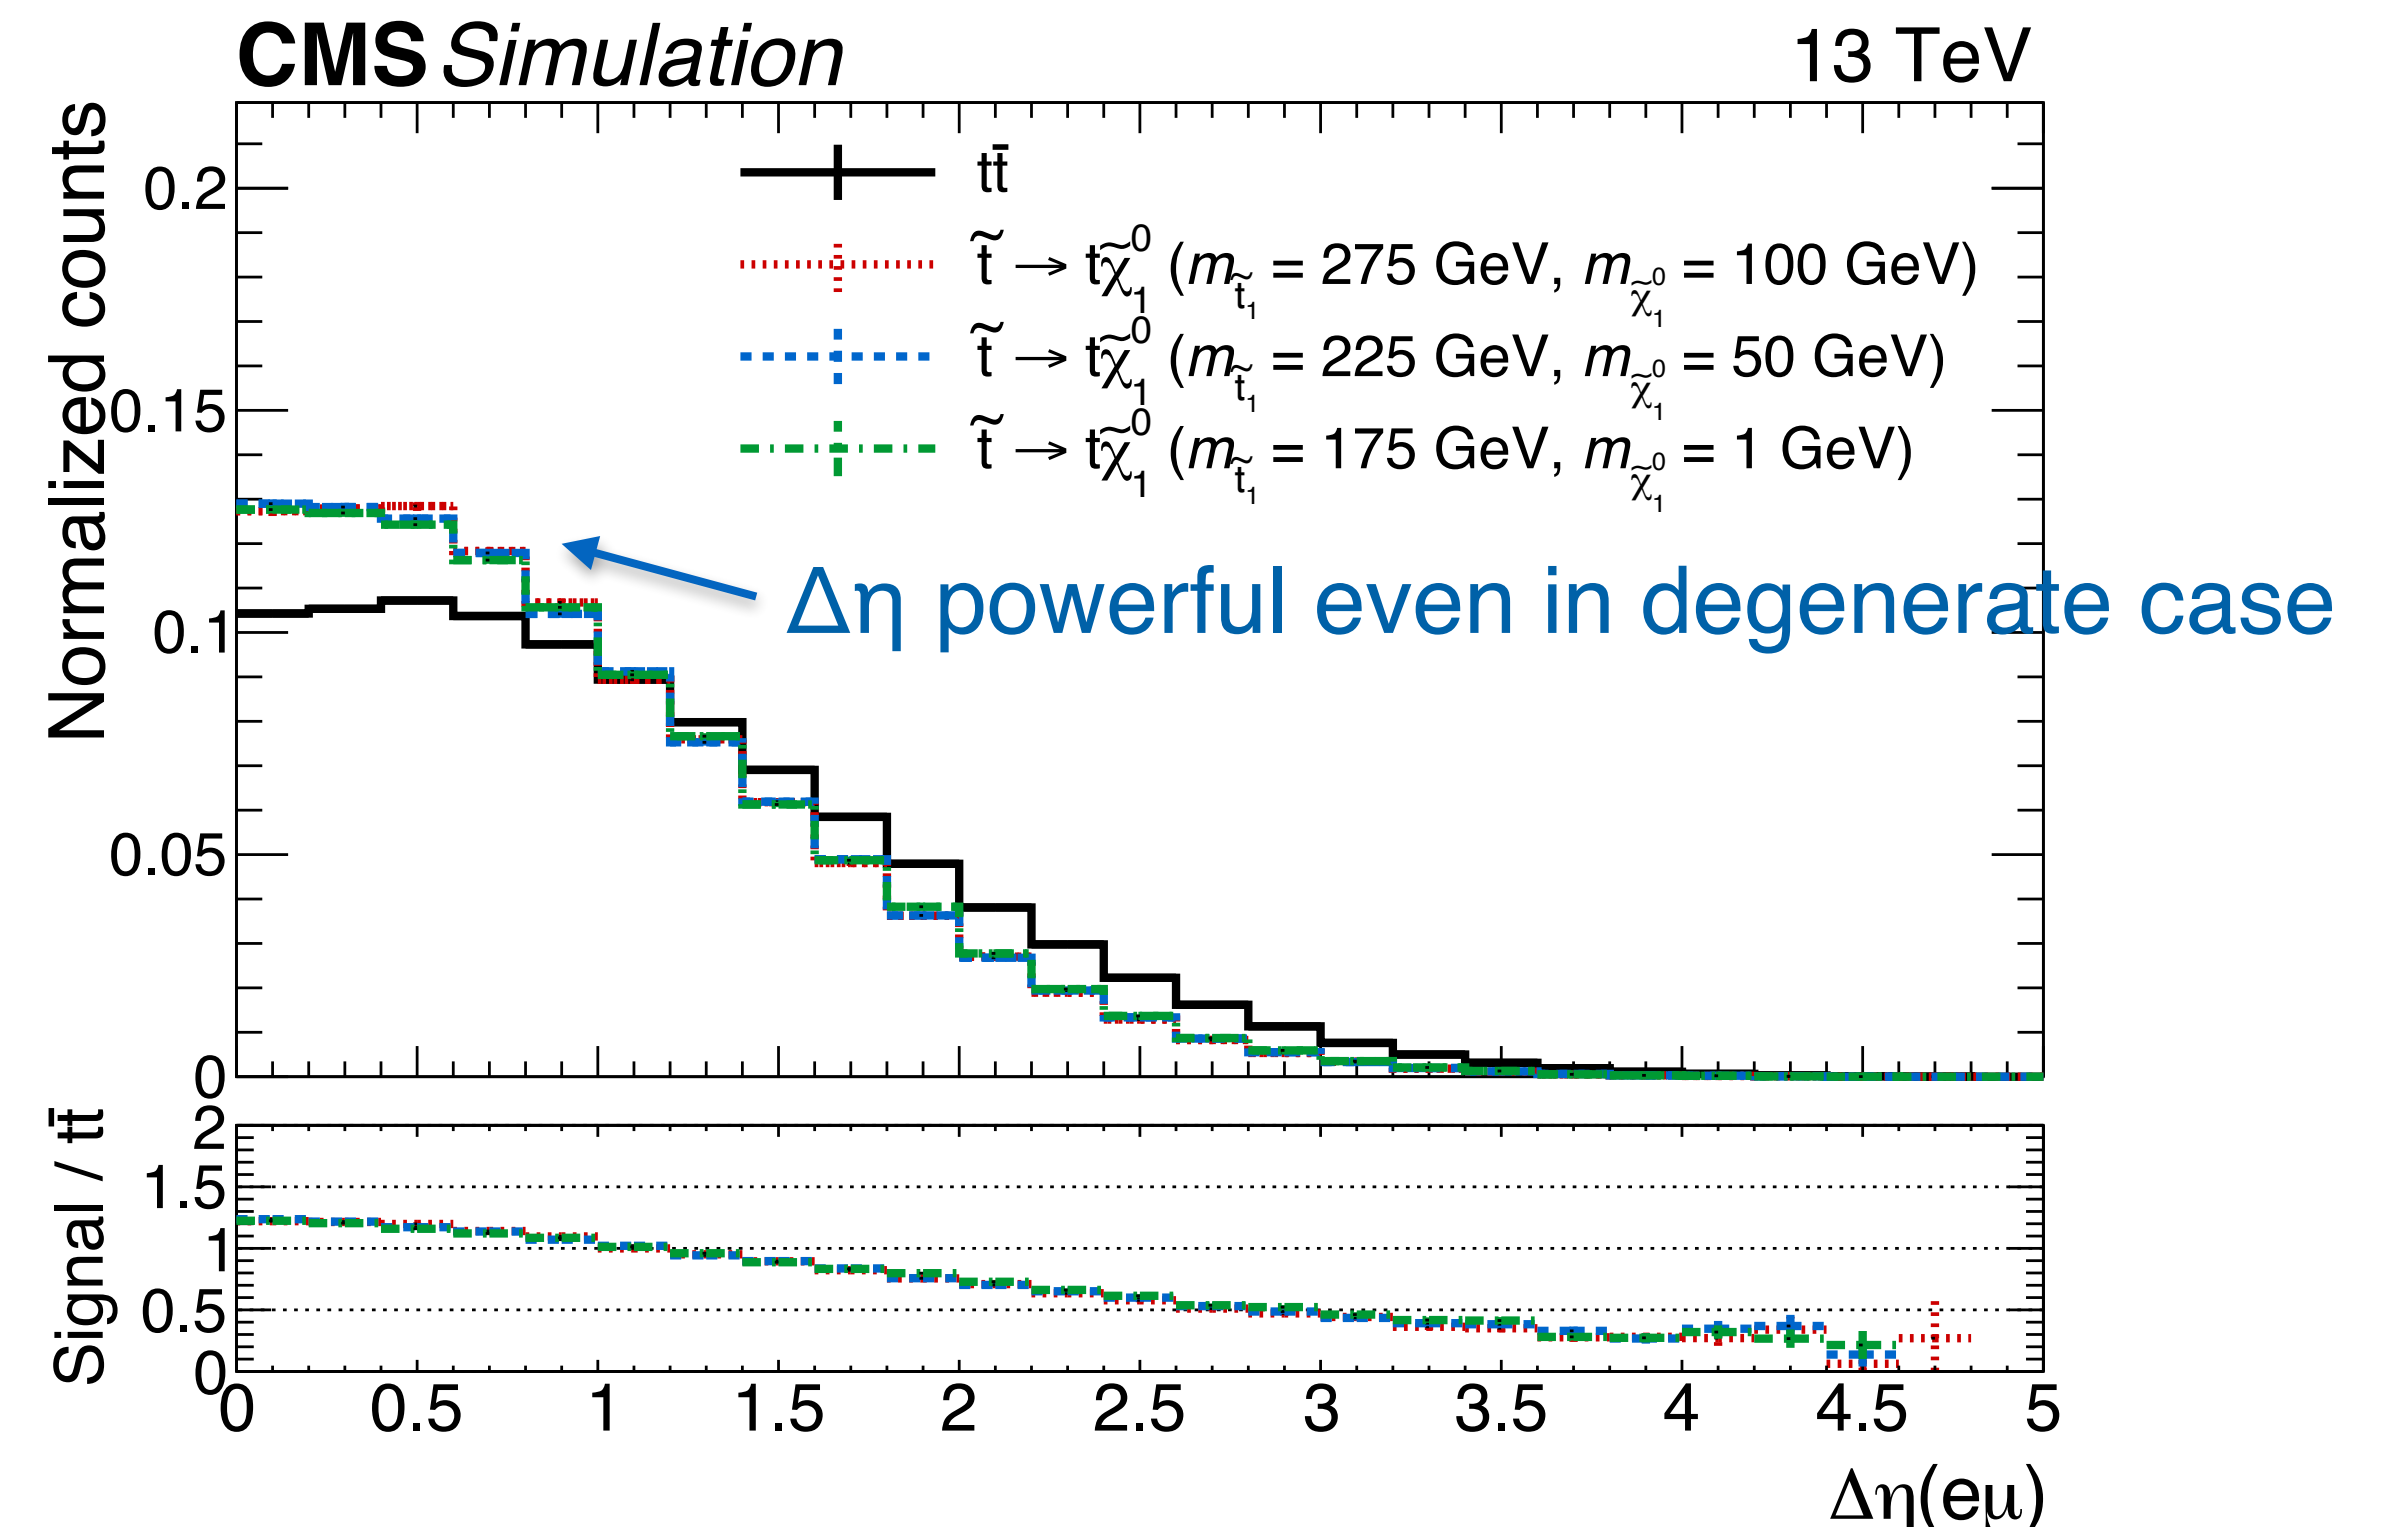 CMS Simulation 13 TeV
Normalized counts
0.2
0.15
0.1
0.05
0
tt̄
t̃ → tχ̃₁⁰ (m_t̃₁ = 275 GeV, m_χ̃₁⁰ = 100 GeV)
t̃ → tχ̃₁⁰ (m_t̃₁ = 225 GeV, m_χ̃₁⁰ = 50 GeV)
t̃ → tχ̃₁⁰ (m_t̃₁ = 175 GeV, m_χ̃₁⁰ = 1 GeV)
Δη powerful even in degenerate case
Signal / tt̄
2
1.5
1
0.5
0
0 0.5 1 1.5 2 2.5 3 3.5 4 4.5 5
Δη(eμ)